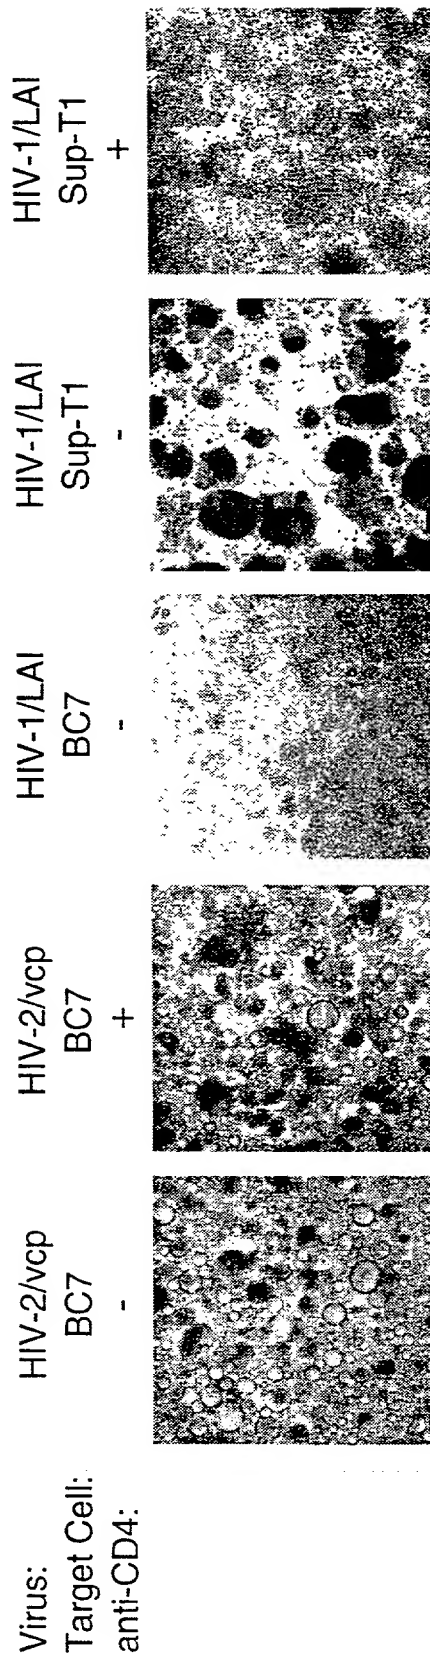 Virus: HIV-2/vcp HIV-2/vcp HIV-1/LAI HIV-1/LAI HIV-1/LAI
Target Cell: BC7 BC7 BC7 Sup-T1 Sup-T1
anti-CD4: - + - - +